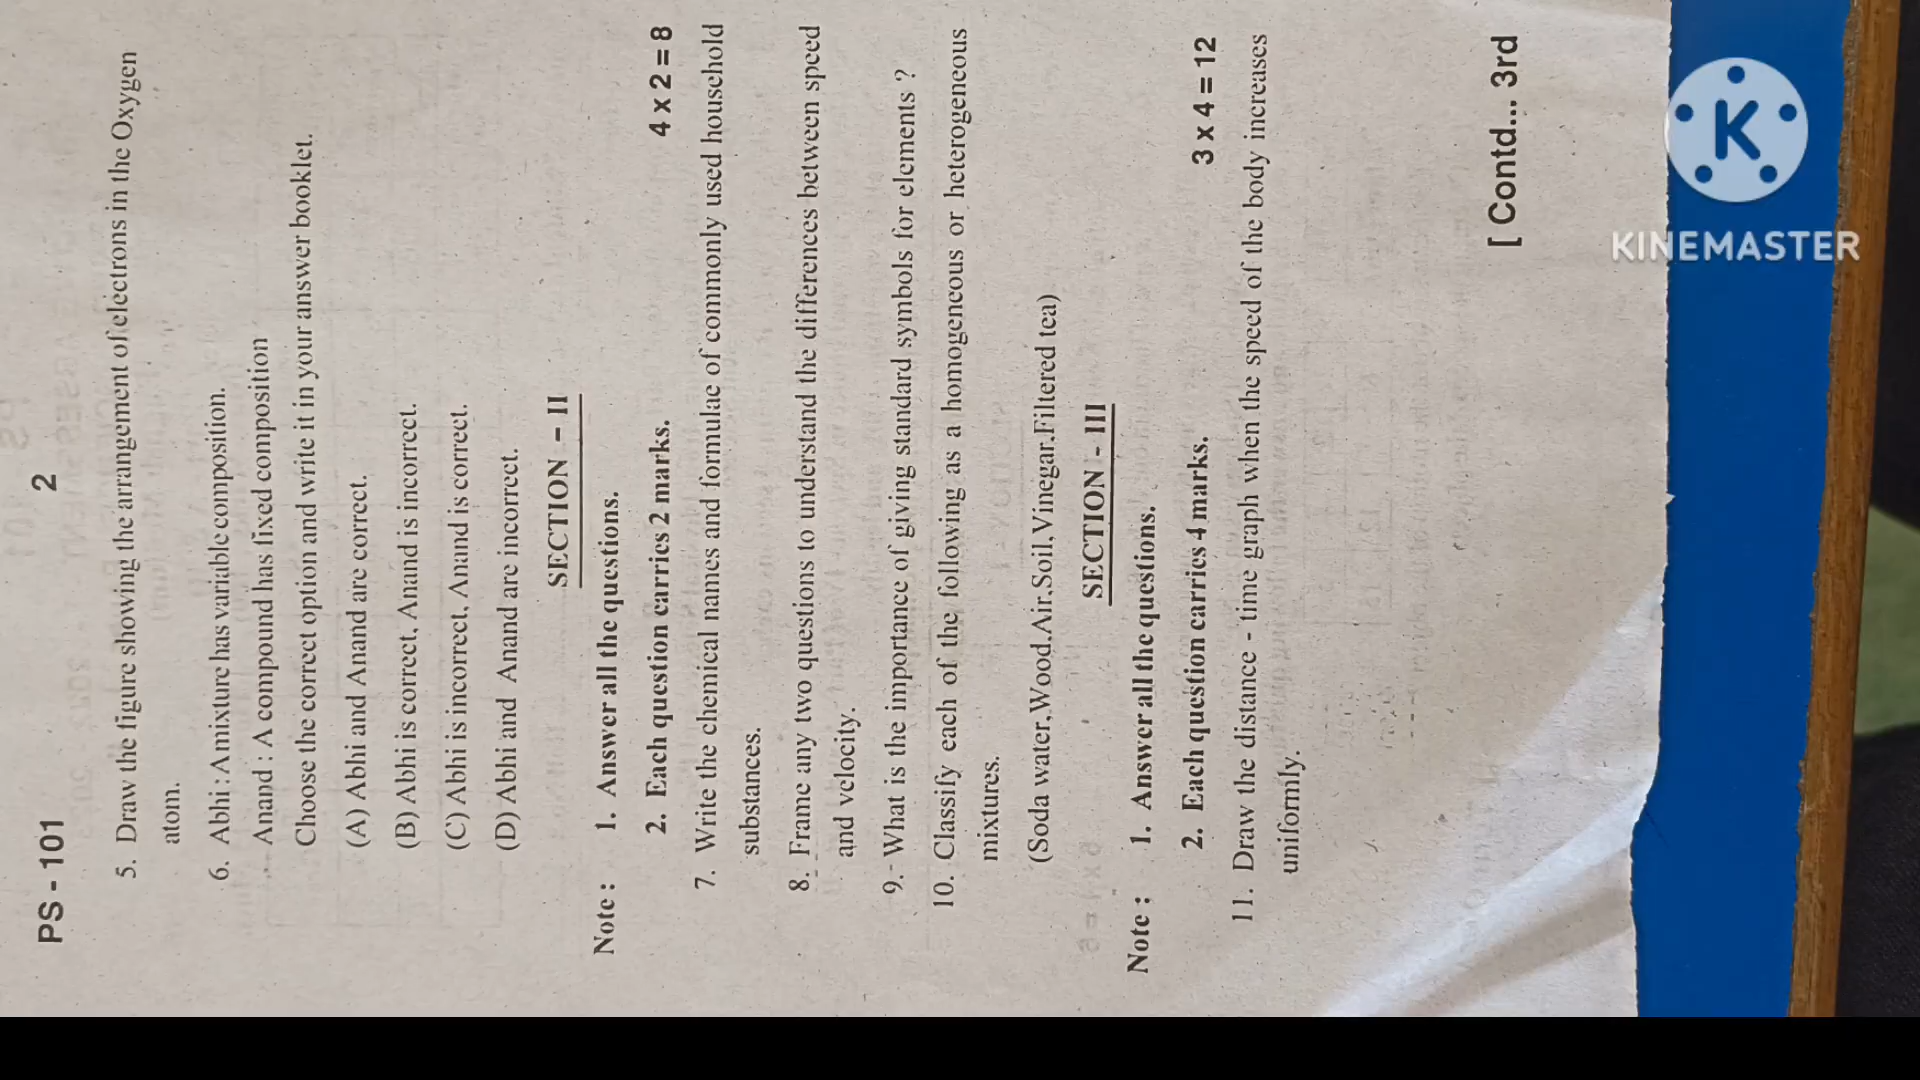 PS - 101
2
5. Draw the figure showing the arrangement of electrons in the Oxygen
atom.
6. Abhi : A mixture has variable composition.
Anand : A compound has fixed composition
Choose the correct option and write it in your answer booklet.
(A) Abhi and Anand are correct.
(B) Abhi is correct, Anand is incorrect.
(C) Abhi is incorrect, Anand is correct.
(D) Abhi and Anand are incorrect.
SECTION - II
Note : 1. Answer all the questions.
2. Each question carries 2 marks. 4 x 2 = 8
7. Write the chemical names and formulae of commonly used household
substances.
8. Frame any two questions to understand the differences between speed
and velocity.
9. What is the importance of giving standard symbols for elements ?
10. Classify each of the following as a homogeneous or heterogeneous
mixtures.
(Soda water,Wood,Air,Soil,Vinegar,Filtered tea)
SECTION - III
Note : 1. Answer all the questions.
2. Each question carries 4 marks. 3 x 4 = 12
11. Draw the distance - time graph when the speed of the body increases
uniformly.
[ Contd... 3rd
K
KINEMASTER